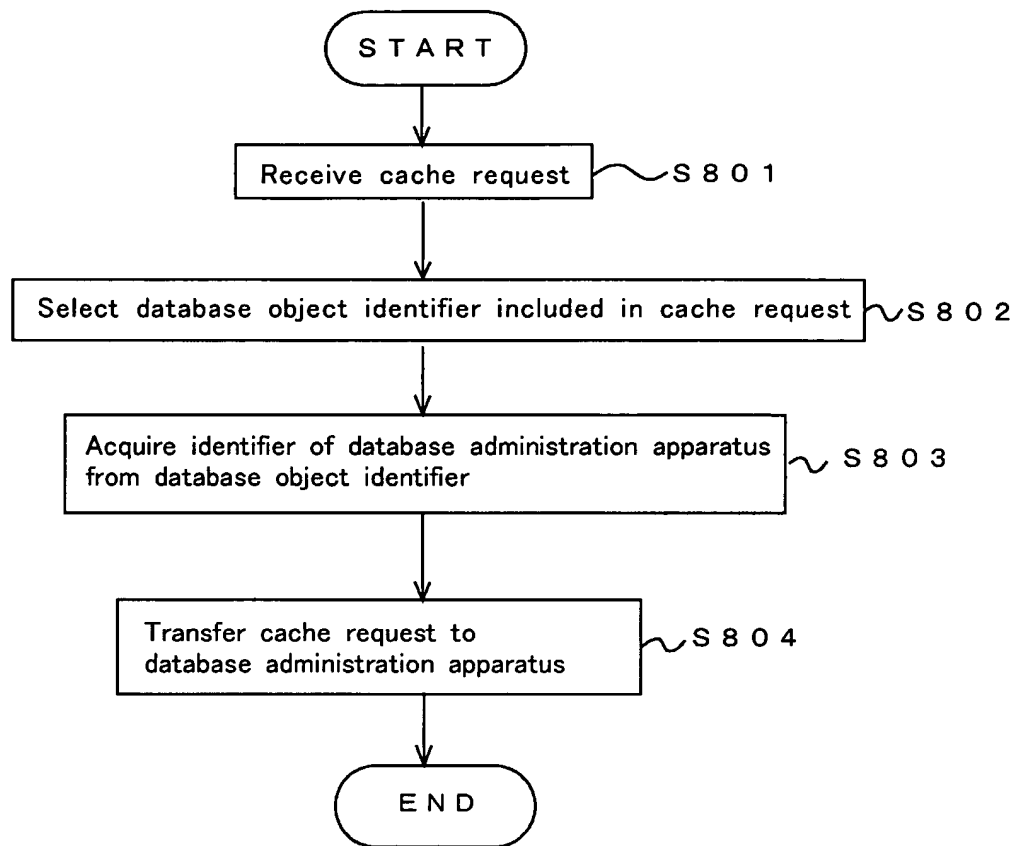 START
Receive cache request
S801
Select database object identifier included in cache request
S802
Acquire identifier of database administration apparatus
from database object identifier
S803
Transfer cache request to
database administration apparatus
S804
END